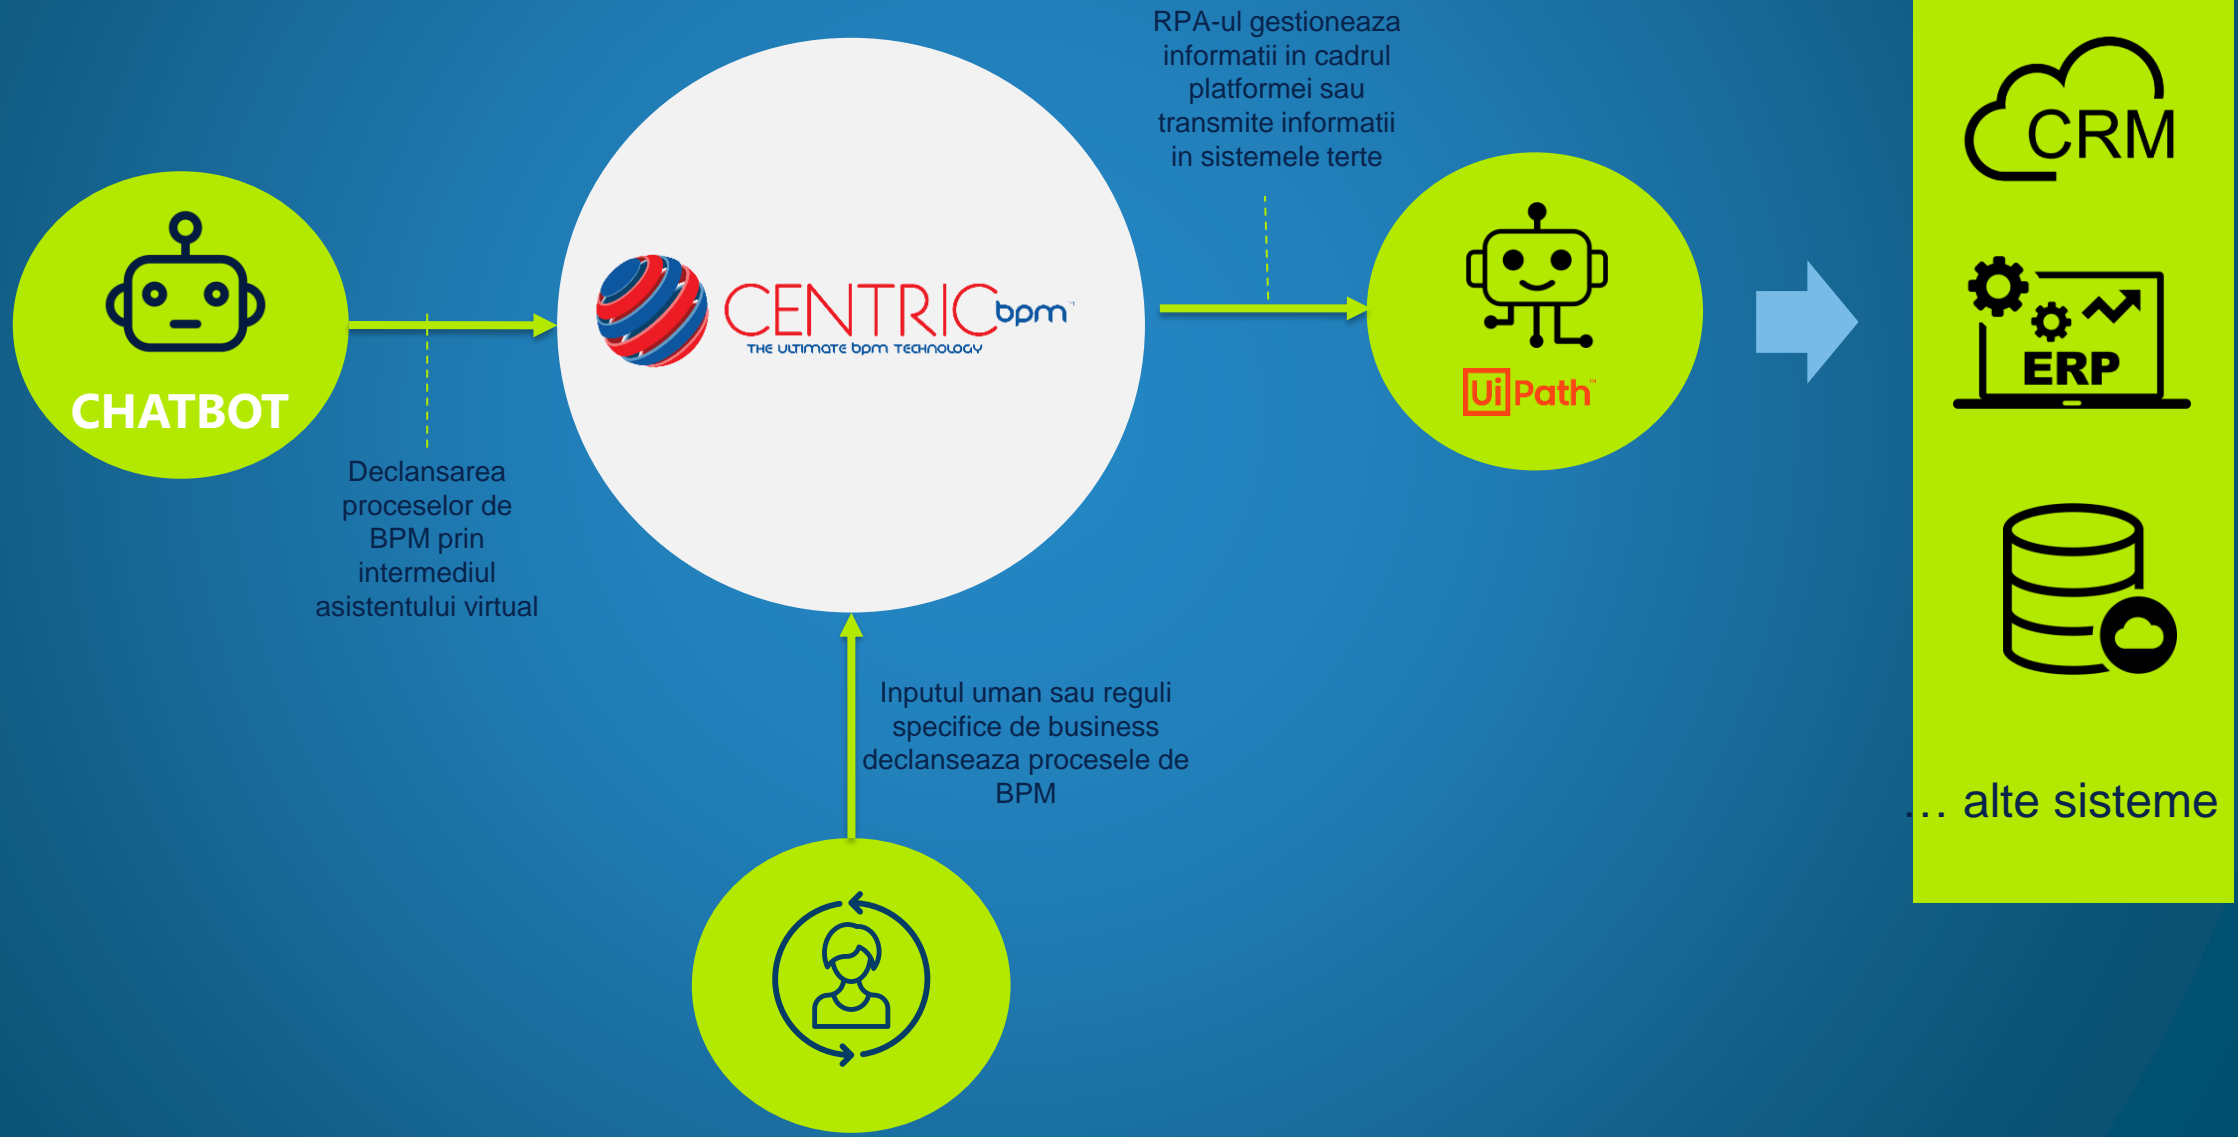 RPA-ul gestioneaza
informatii in cadrul
platformei sau
transmite informatii
in sistemele terte
CRM
CHATBOT
CENTRIC bpm™
THE ULTIMATE bpm TECHNOLOGY
UiPath™
ERP
Declansarea
proceselor de
BPM prin
intermediul
asistentului virtual
Inputul uman sau reguli
specifice de business
declanseaza procesele de
BPM
… alte sisteme